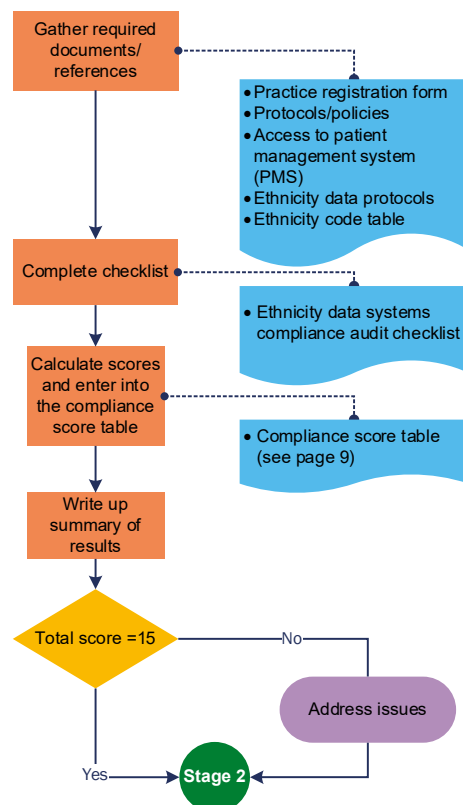 Gather required
documents/
references
• Practice registration form
• Protocols/policies
• Access to patient
management system
(PMS)
• Ethnicity data protocols
• Ethnicity code table
Complete checklist
• Ethnicity data systems
compliance audit checklist
Calculate scores
and enter into
the compliance
score table
• Compliance score table
(see page 9)
Write up
summary of
results
Total score =15
No
Address issues
Yes
Stage 2